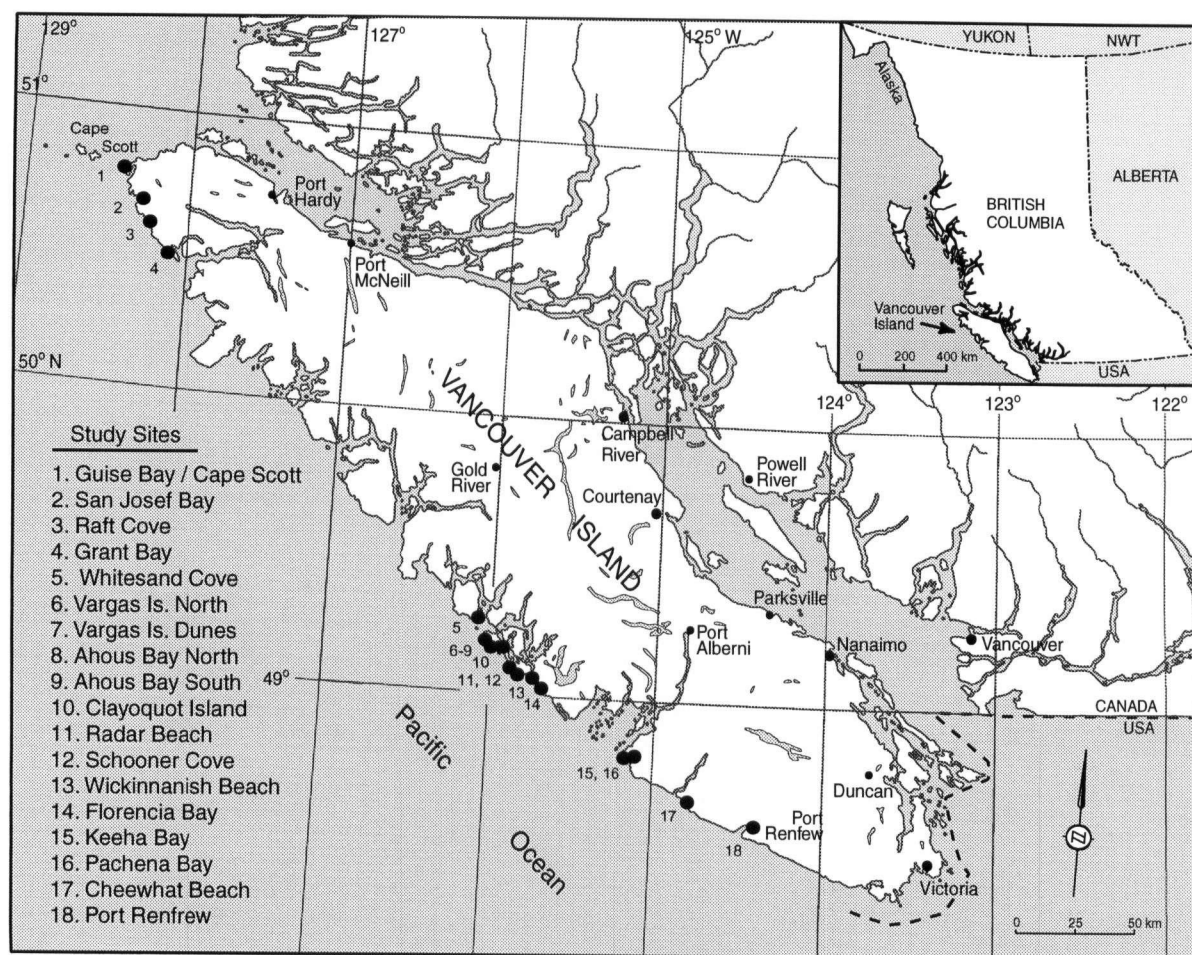 129°
127°
125° W
51°
Cape
Scott
1
2
3
4
Port
Hardy
Port
McNeill
50° N
VANCOUVER
ISLAND
Campbell
River
Gold
River
Courtenay
Powell
River
124°
123°
122°
Parksville
Port
Alberni
Nanaimo
Vancouver
5
6-9
10
11, 12
13
14
49°
CANADA
USA
Pacific
Ocean
15, 16
17
18
Duncan
Port
Renfew
Victoria
N
0 25 50 km
Study Sites
1. Guise Bay / Cape Scott
2. San Josef Bay
3. Raft Cove
4. Grant Bay
5. Whitesand Cove
6. Vargas Is. North
7. Vargas Is. Dunes
8. Ahous Bay North
9. Ahous Bay South
10. Clayoquot Island
11. Radar Beach
12. Schooner Cove
13. Wickinnanish Beach
14. Florencia Bay
15. Keeha Bay
16. Pachena Bay
17. Cheewhat Beach
18. Port Renfrew
YUKON
NWT
Alaska
ALBERTA
BRITISH
COLUMBIA
Vancouver
Island
0 200 400 km
USA